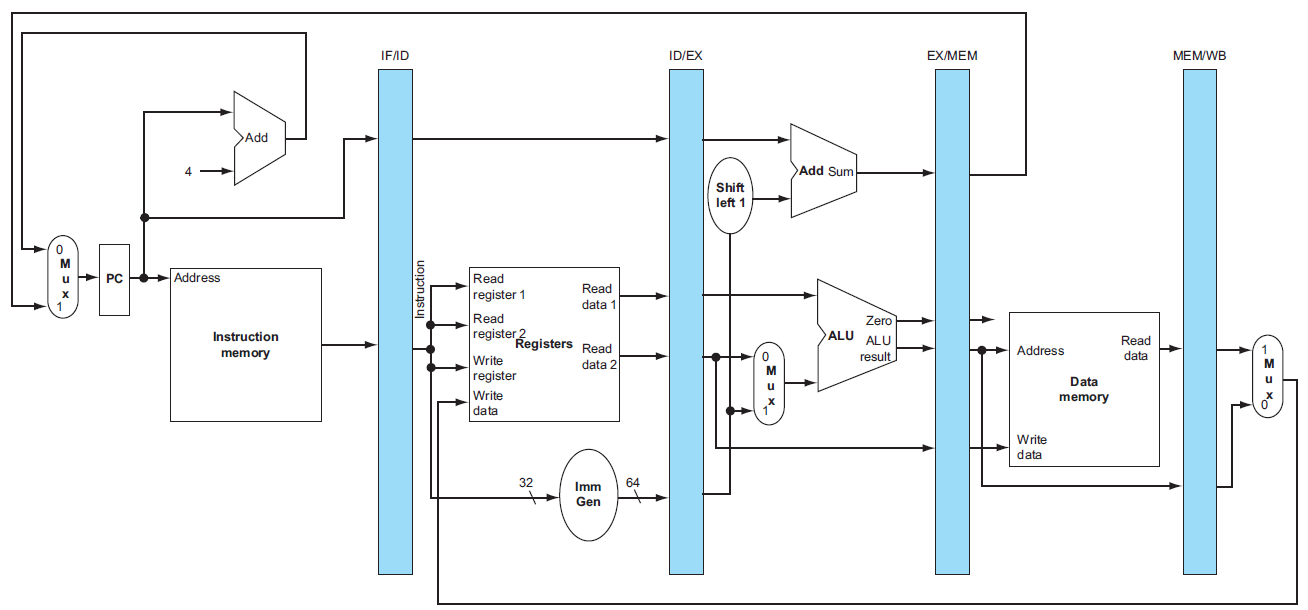 IF/ID
ID/EX
EX/MEM
MEM/WB
Add
4
Add Sum
Shift
left 1
0
M
u
x
1
PC
Address
Instruction
memory
Instruction
Read
register 1
Read
register 2
Write
register
Write
data
Registers
Read
data 1
Read
data 2
0
M
u
x
1
Zero
ALU
ALU
result
Address
Read
data
Data
memory
Write
data
1
M
u
x
0
32
Imm
Gen
64